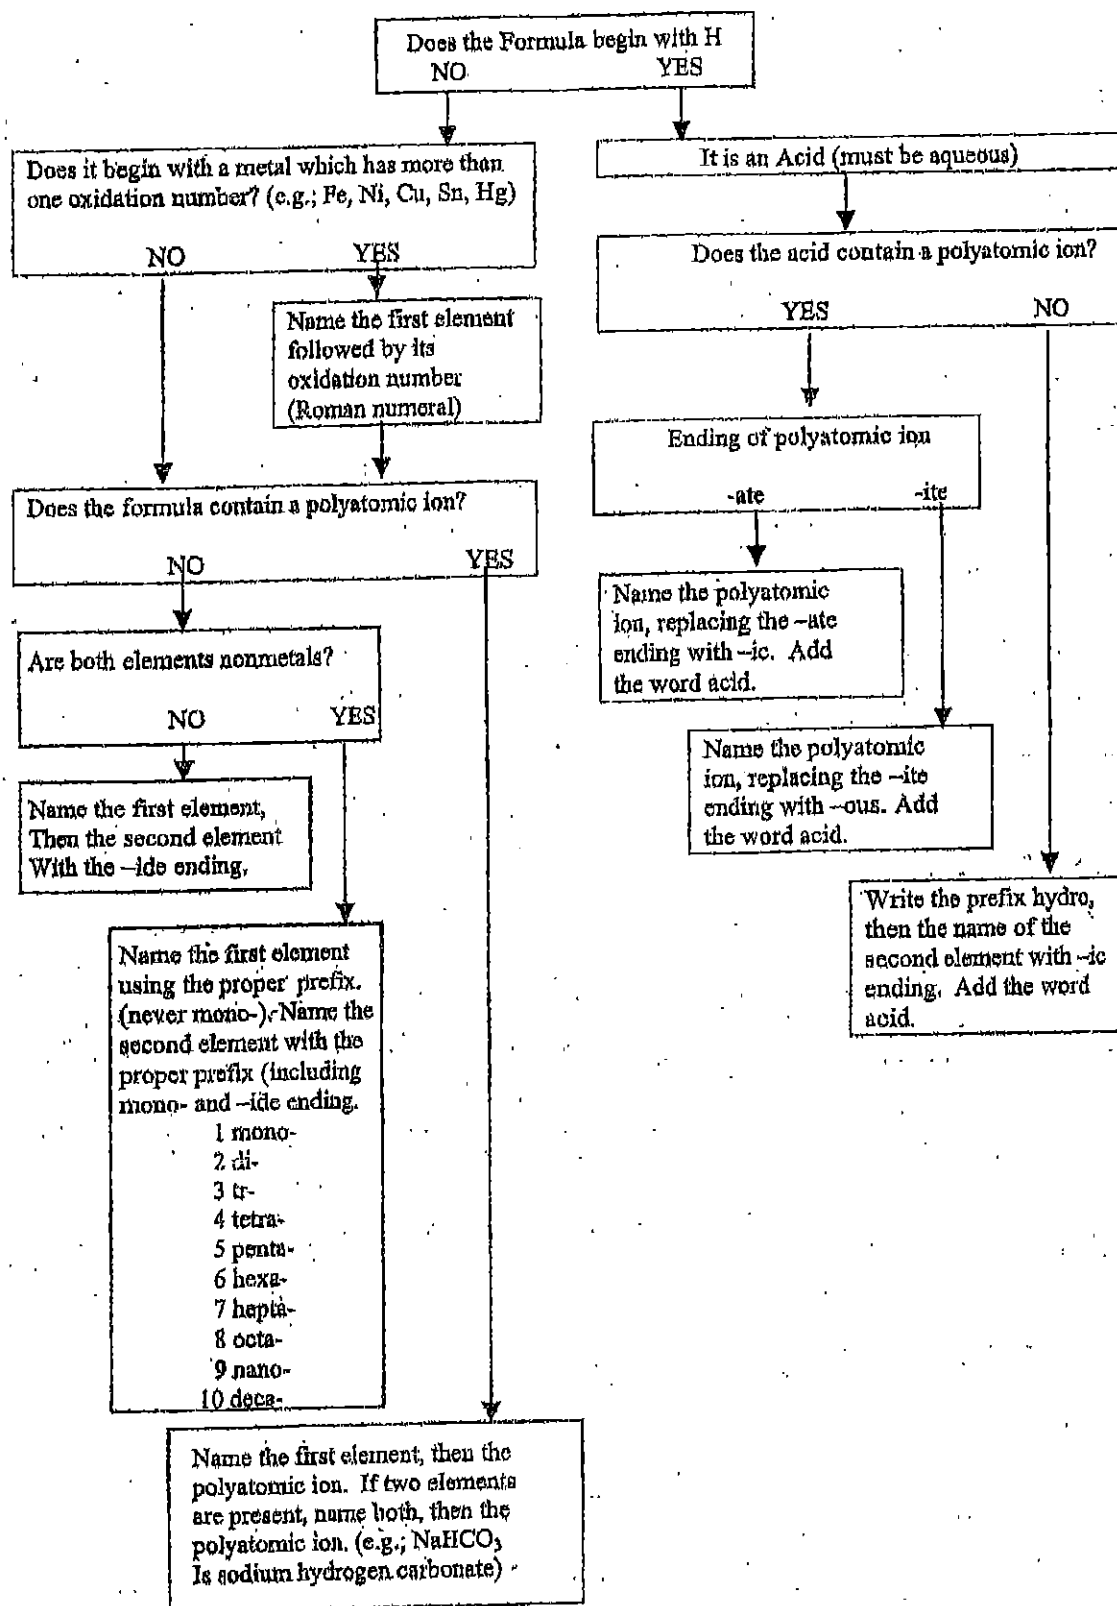 Does the Formula begin with H
NO YES
Does it begin with a metal which has more than
one oxidation number? (e.g.; Fe, Ni, Cu, Sn, Hg)
NO YES
Name the first element
followed by its
oxidation number
(Roman numeral)
Does the formula contain a polyatomic ion?
NO YES
Are both elements nonmetals?
NO YES
Name the first element,
Then the second element
With the –ide ending.
Name the first element
using the proper prefix.
(never mono-). Name the
second element with the
proper prefix (including
mono- and –ide ending.
1 mono-
2 di-
3 tr-
4 tetra-
5 penta-
6 hexa-
7 hepta-
8 octa-
9 nano-
10 deca-
Name the first element, then the
polyatomic ion. If two elements
are present, name both, then the
polyatomic ion. (e.g.; NaHCO₃
Is sodium hydrogen carbonate)
It is an Acid (must be aqueous)
Does the acid contain a polyatomic ion?
YES NO
Ending of polyatomic ion
-ate -ite
Name the polyatomic
ion, replacing the –ate
ending with –ic. Add
the word acid.
Name the polyatomic
ion, replacing the –ite
ending with –ous. Add
the word acid.
Write the prefix hydro,
then the name of the
second element with –ic
ending. Add the word
acid.